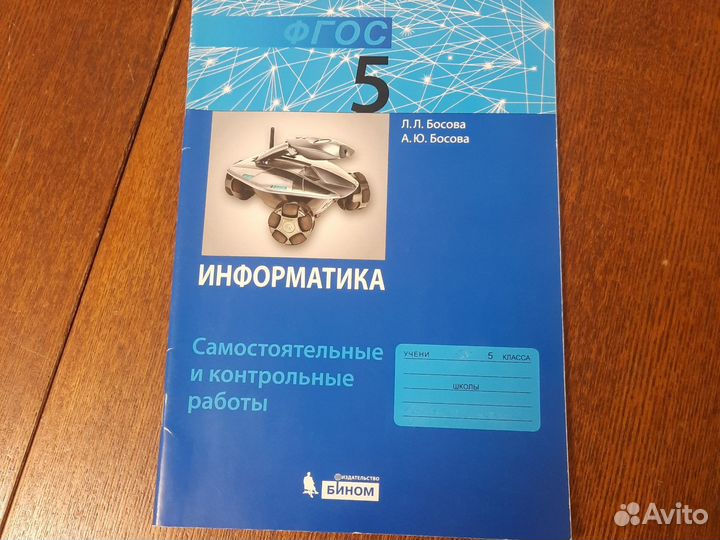 ФГОС
5
Л.Л. Босова
А.Ю. Босова
ИНФОРМАТИКА
Самостоятельные
и контрольные
работы
УЧЕНИ 5 КЛАССА
ШКОЛЫ
ИЗДАТЕЛЬСТВО
БИНОМ
Avito